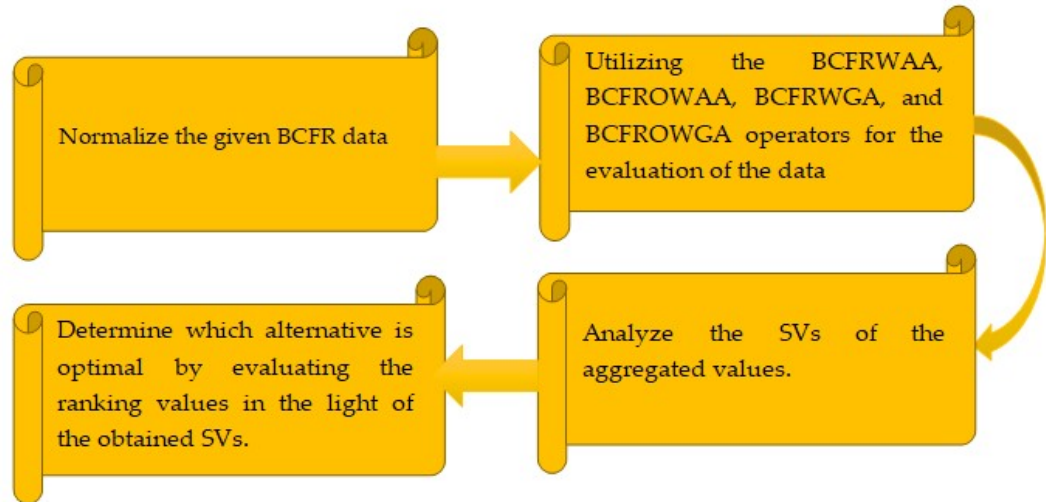 Normalize the given BCFR data
Utilizing the BCFRWAA,
BCFROWAA, BCFRWGA, and
BCFROWGA operators for the
evaluation of the data
Analyze the SVs of the
aggregated values.
Determine which alternative is
optimal by evaluating the
ranking values in the light of
the obtained SVs.